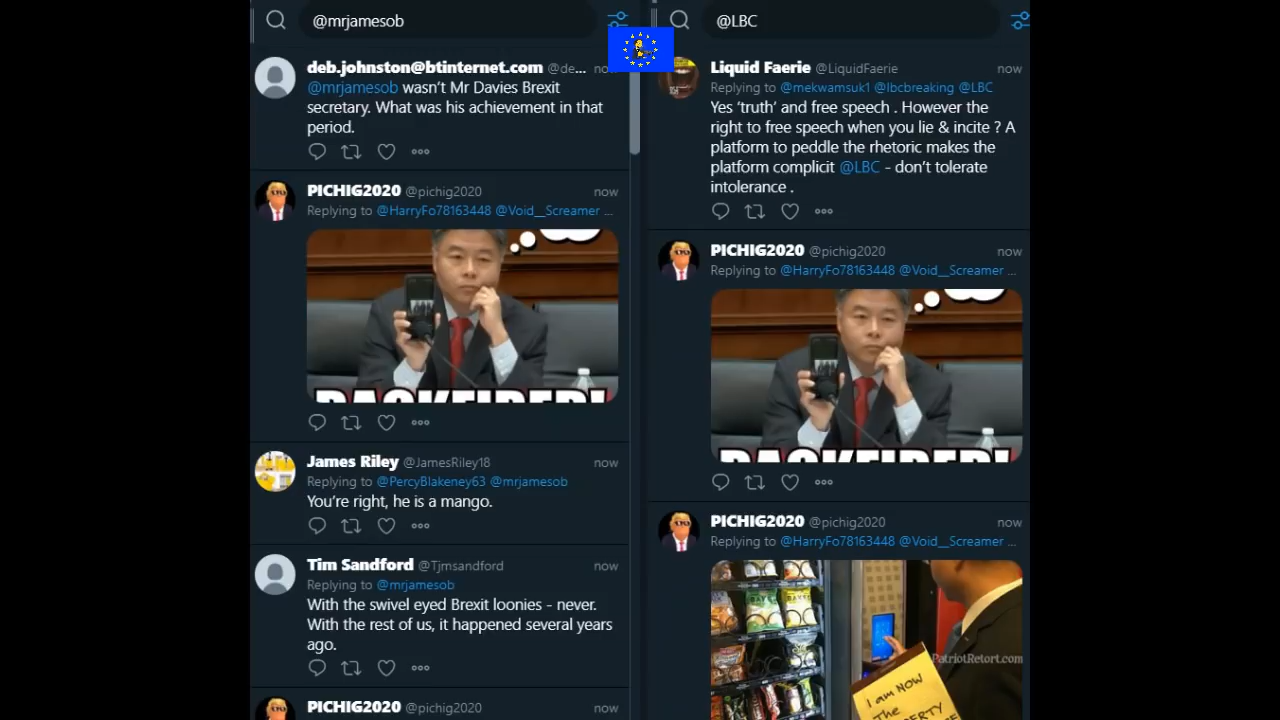 @mrjamesob
deb.johnston@btinternet.com @de... now
@mrjamesob wasn't Mr Davies Brexit
secretary. What was his achievement in that
period.
PICHIG2020 @pichig2020 now
Replying to @HarryFo78163448 @Void__Screamer ...
BACKFIRED!
James Riley @JamesRiley18 now
Replying to @PercyBlakeney63 @mrjamesob
You're right, he is a mango.
Tim Sandford @Tjmsandford now
Replying to @mrjamesob
With the swivel eyed Brexit loonies - never.
With the rest of us, it happened several years
ago.
PICHIG2020 @pichig2020 now
@LBC
Liquid Faerie @LiquidFaerie now
Replying to @mekwamsuk1 @lbcbreaking @LBC
Yes 'truth' and free speech . However the
right to free speech when you lie & incite ? A
platform to peddle the rhetoric makes the
platform complicit @LBC - don't tolerate
intolerance .
PICHIG2020 @pichig2020 now
Replying to @HarryFo78163448 @Void__Screamer ...
BACKFIRED!
PICHIG2020 @pichig2020 now
Replying to @HarryFo78163448 @Void__Screamer ...
PatriotRetort.com
I am NOW
The